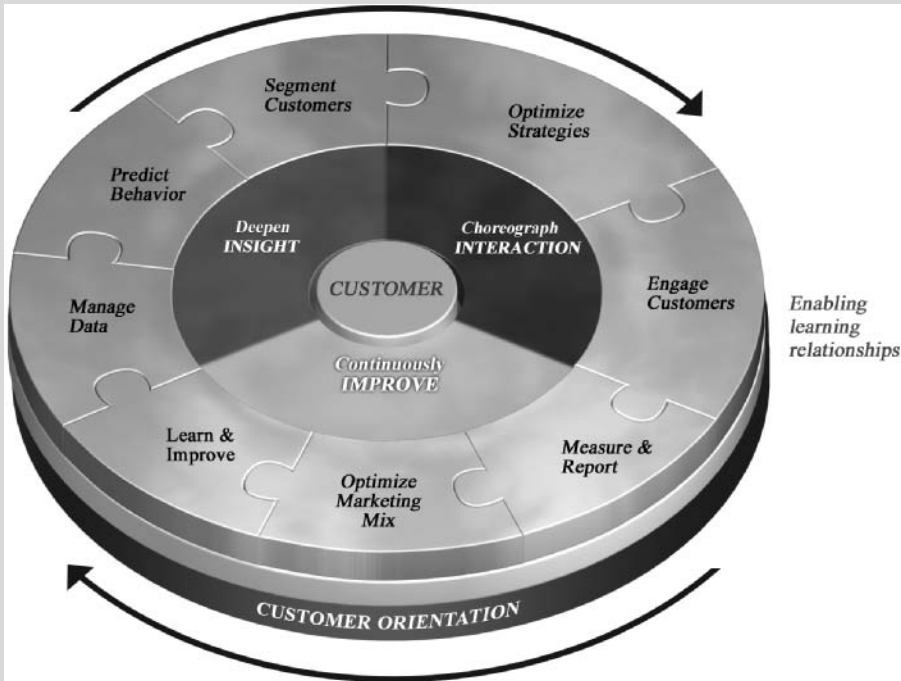 Segment
Customers
Optimize
Strategies
Predict
Behavior
Deepen
INSIGHT
Choreograph
INTERACTION
CUSTOMER
Engage
Customers
Manage
Data
Enabling
learning
relationships
Continuously
IMPROVE
Learn &
Improve
Measure &
Report
Optimize
Marketing
Mix
CUSTOMER ORIENTATION